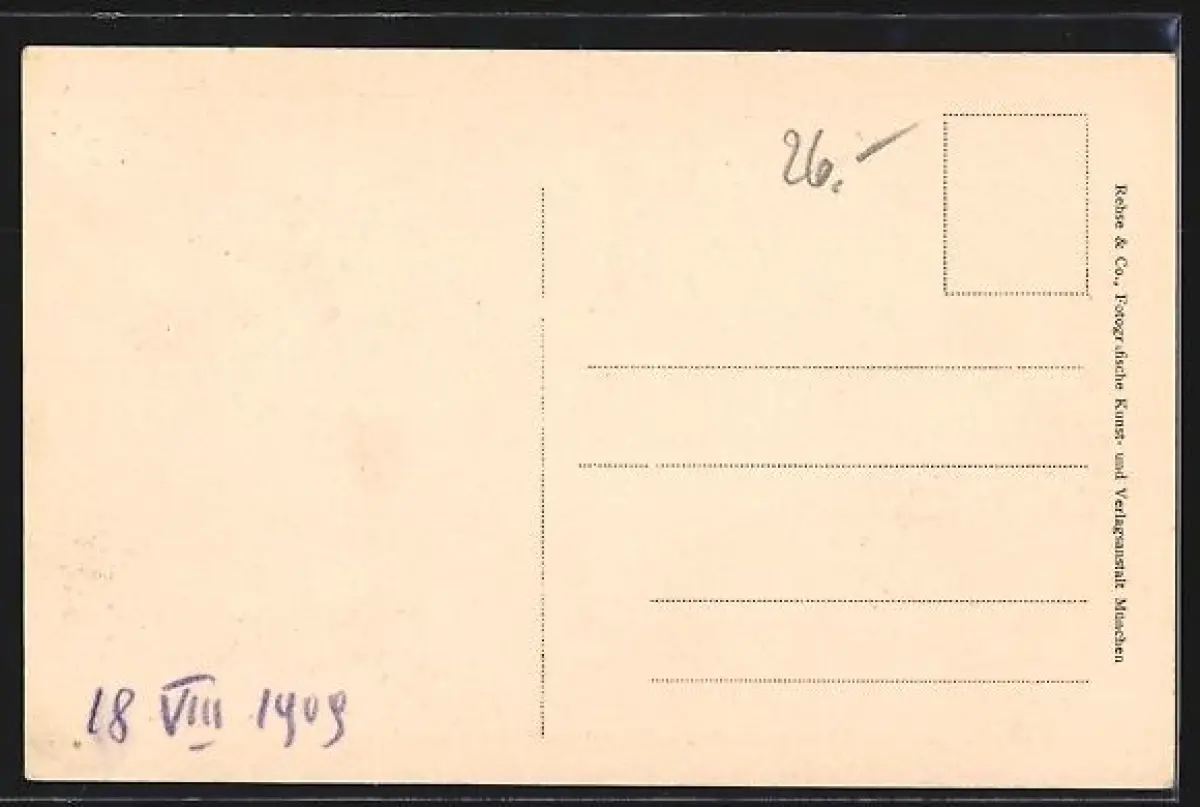 26.-
Rehse & Co., Fotografische Kunst- und Verlagsanstalt München
18 VIII 1909